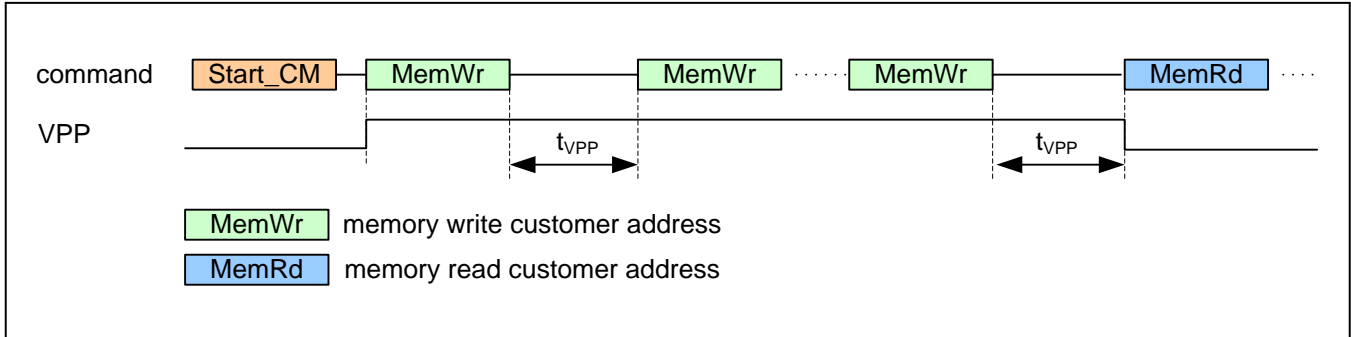 command Start_CM MemWr MemWr ...... MemWr MemRd ....
VPP
tVPP tVPP
MemWr memory write customer address
MemRd memory read customer address